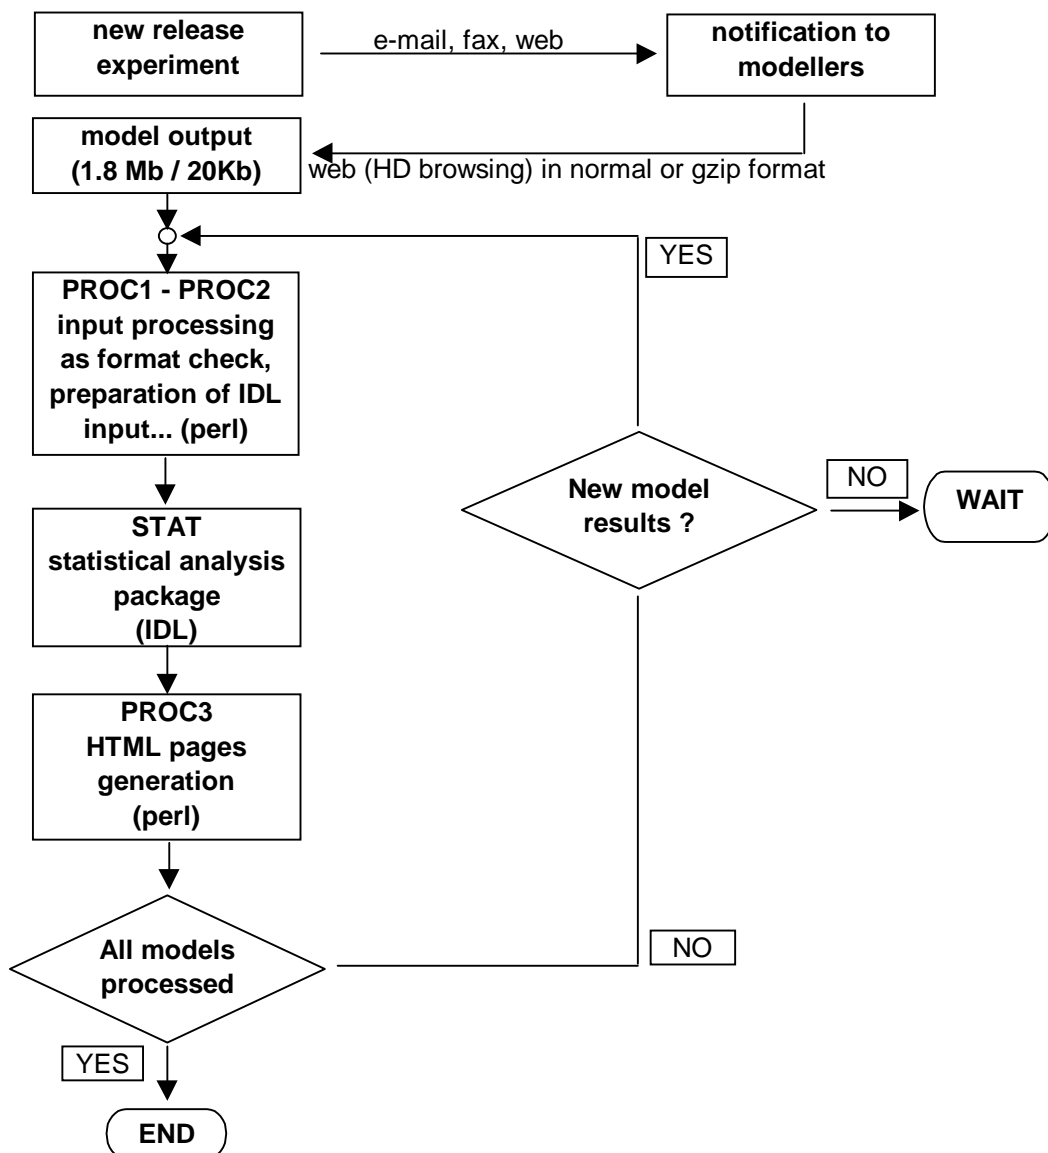 new release
experiment
e-mail, fax, web
notification to
modellers
model output
(1.8 Mb / 20Kb)
web (HD browsing) in normal or gzip format
YES
PROC1 - PROC2
input processing
as format check,
preparation of IDL
input... (perl)
New model
results ?
NO
WAIT
STAT
statistical analysis
package
(IDL)
PROC3
HTML pages
generation
(perl)
All models
processed
NO
YES
END